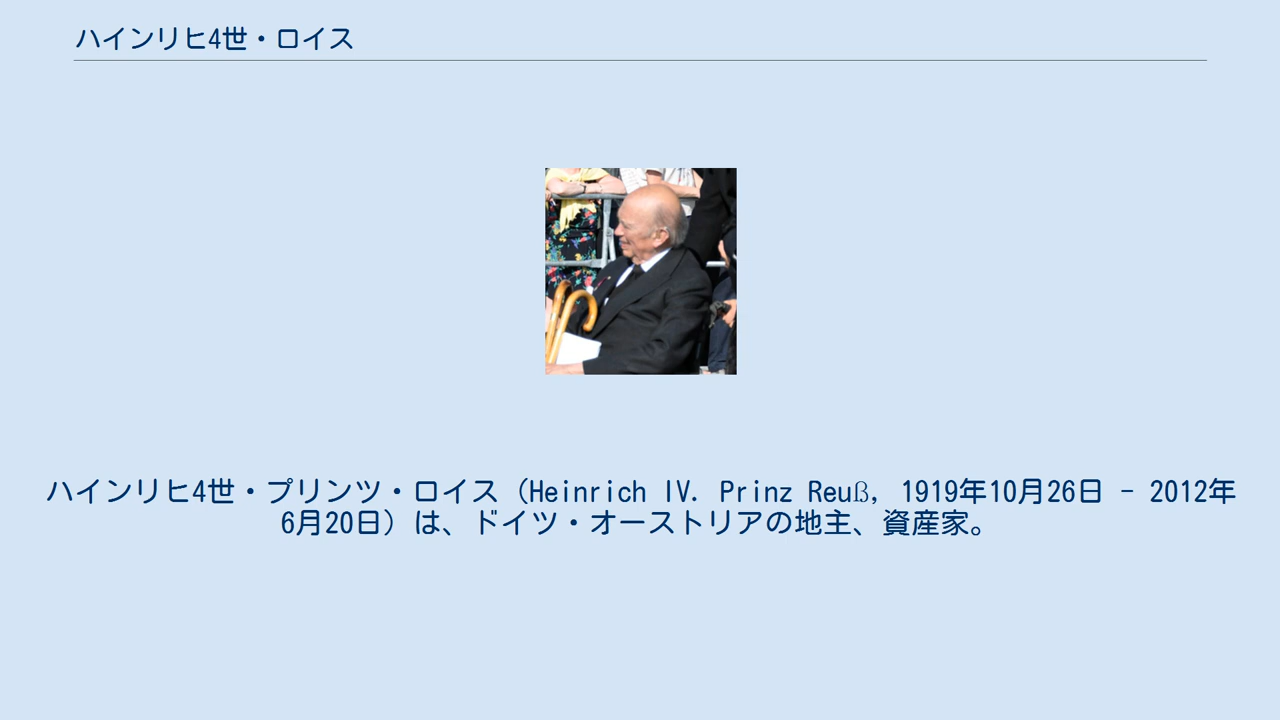 ハインリヒ4世・ロイス
ハインリヒ4世・プリンツ・ロイス（Heinrich IV. Prinz Reuß, 1919年10月26日 - 2012年
6月20日）は、ドイツ・オーストリアの地主、資産家。